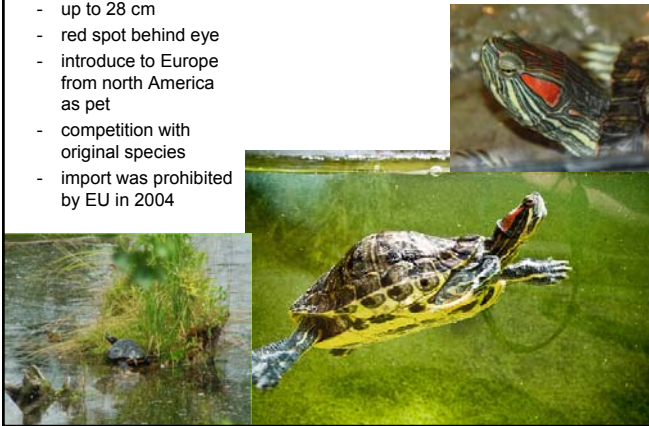 - up to 28 cm
- red spot behind eye
- introduce to Europe
from north America
as pet
- competition with
original species
- import was prohibited
by EU in 2004